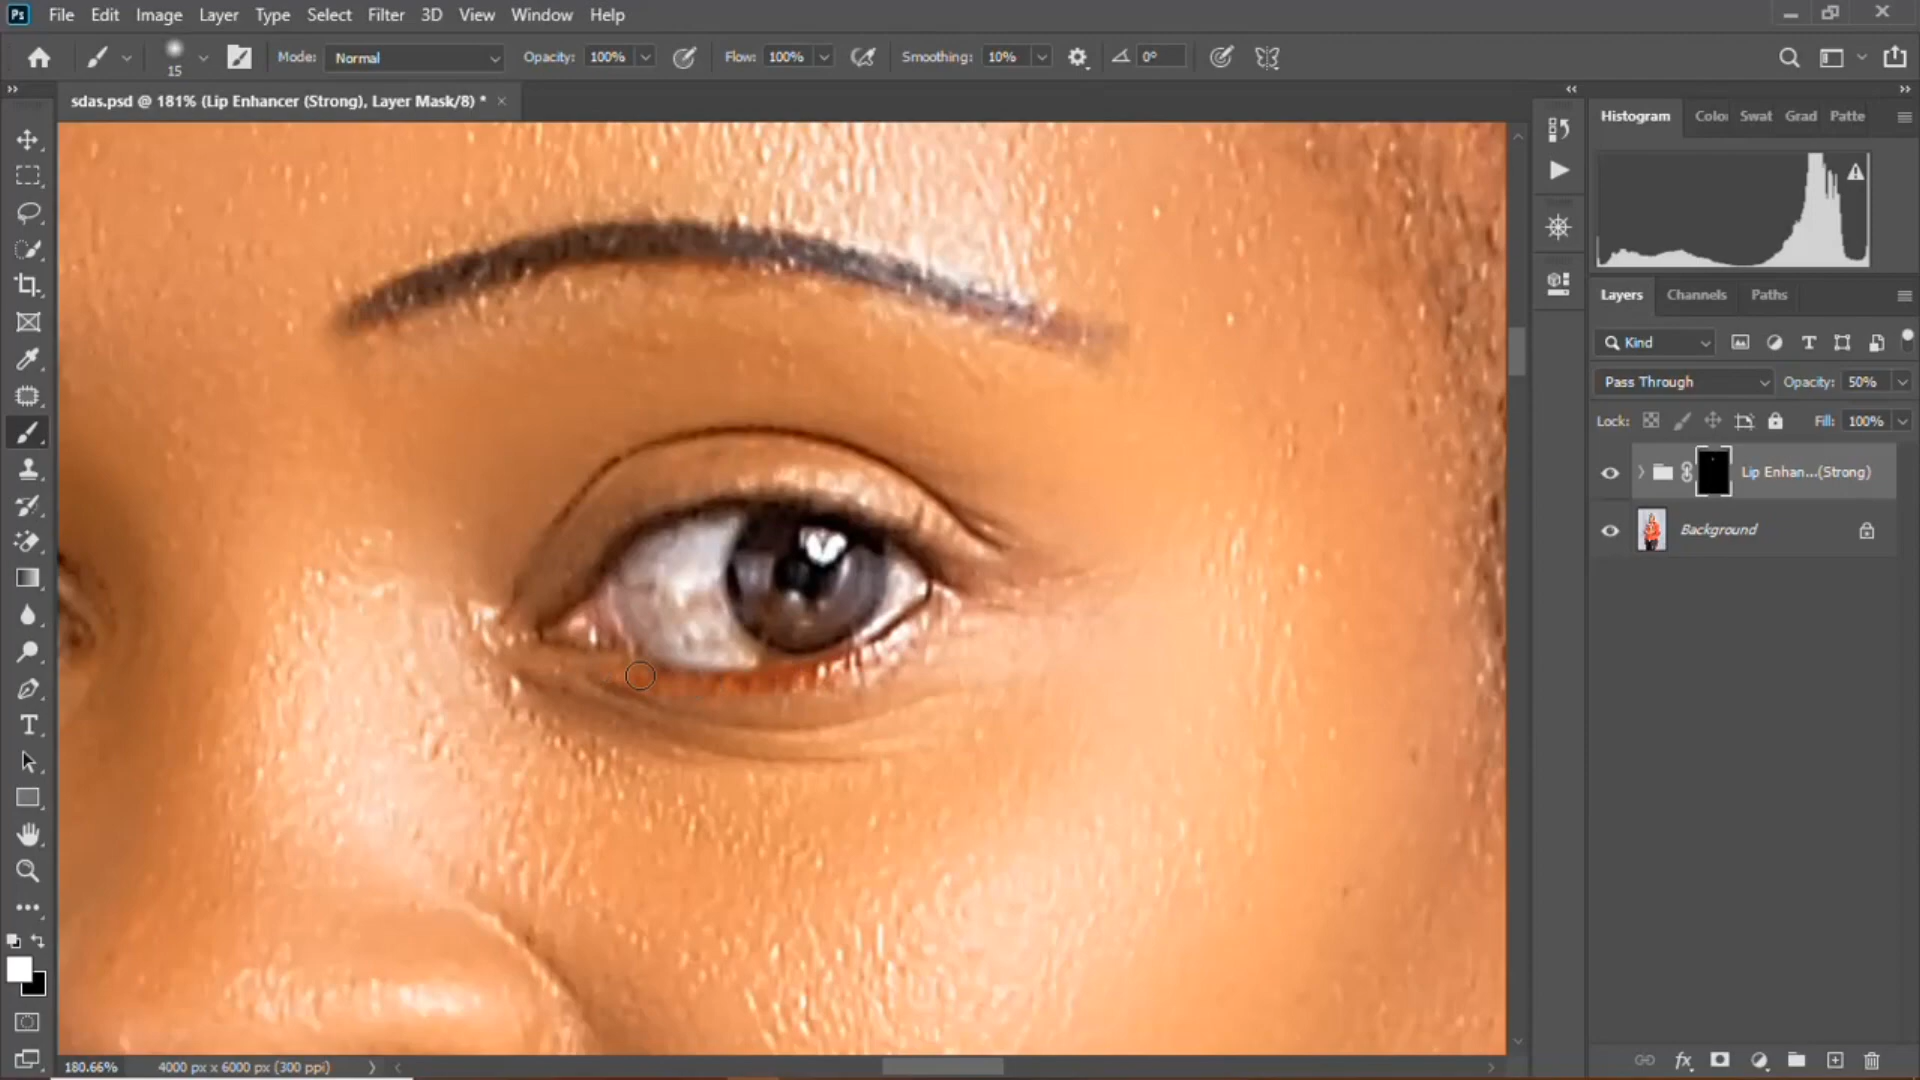 Ps File Edit Image Layer Type Select Filter 3D View Window Help
15 Mode: Normal Opacity: 100% Flow: 100% Smoothing: 10% 0°
sdas.psd @ 181% (Lip Enhancer (Strong), Layer Mask/8) * ×
Histogram Color Swat Grad Patte
Layers Channels Paths
Kind
Pass Through Opacity: 50%
Lock: Fill: 100%
Lip Enhan...(Strong)
Background
180.66% 4000 px x 6000 px (300 ppi)